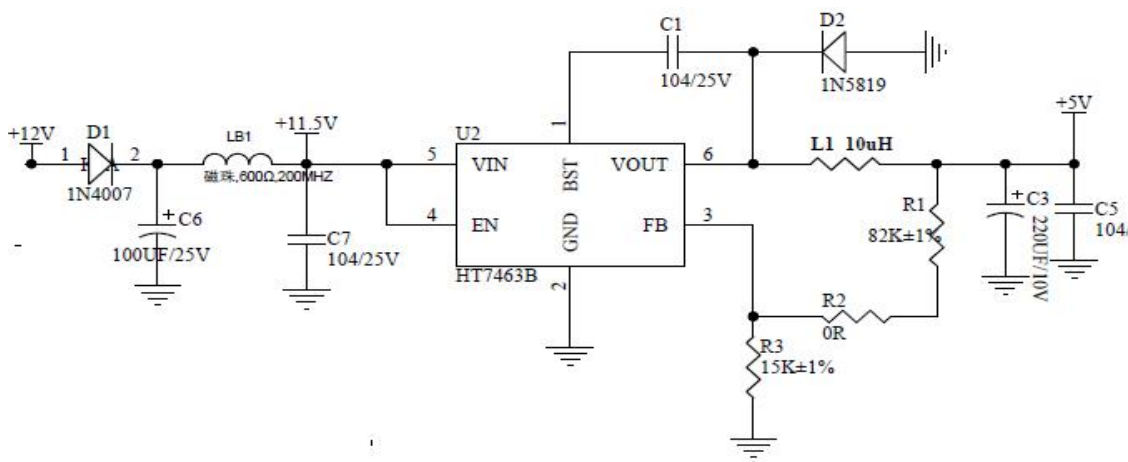 C1
104/25V
D2
1N5819
+12V
D1
1
2
1N4007
LB1
磁珠,600Ω,200MHZ
+11.5V
C6
100UF/25V
C7
104/25V
U2
5
VIN
4
EN
1
BST
GND
2
VOUT
6
FB
3
HT7463B
L1 10uH
+5V
R1
82K±1%
R2
0R
R3
15K±1%
C3
220UF/10V
C5
104/